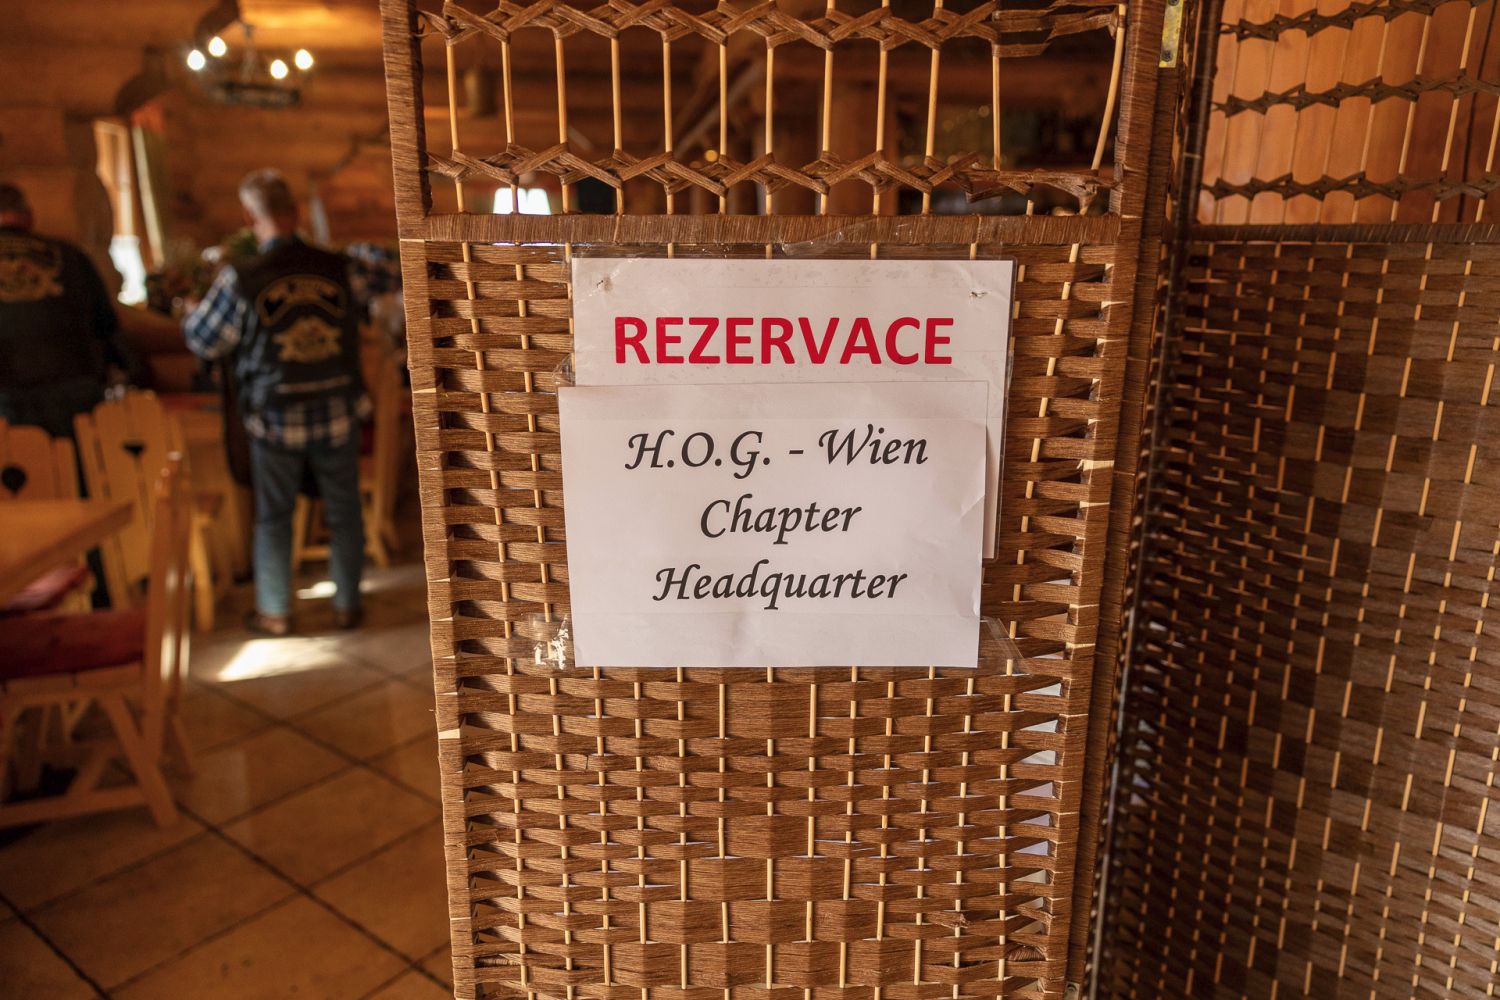 REZERVACE
H.O.G. - Wien
Chapter
Headquarter